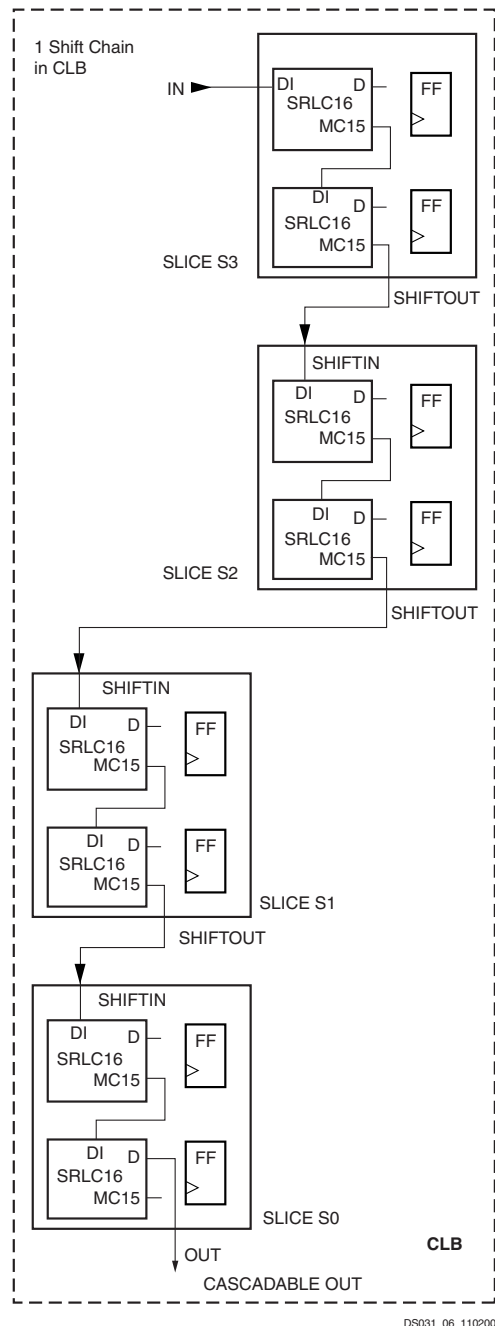 1 Shift Chain
in CLB
IN
DI D
SRLC16
MC15
FF
DI D
SRLC16
MC15
FF
SLICE S3
SHIFTOUT
SHIFTIN
DI D
SRLC16
MC15
FF
DI D
SRLC16
MC15
FF
SLICE S2
SHIFTOUT
SHIFTIN
DI D
SRLC16
MC15
FF
DI D
SRLC16
MC15
FF
SLICE S1
SHIFTOUT
SHIFTIN
DI D
SRLC16
MC15
FF
DI D
SRLC16
MC15
FF
SLICE S0
OUT
CLB
CASCADABLE OUT
DS031_06_110200